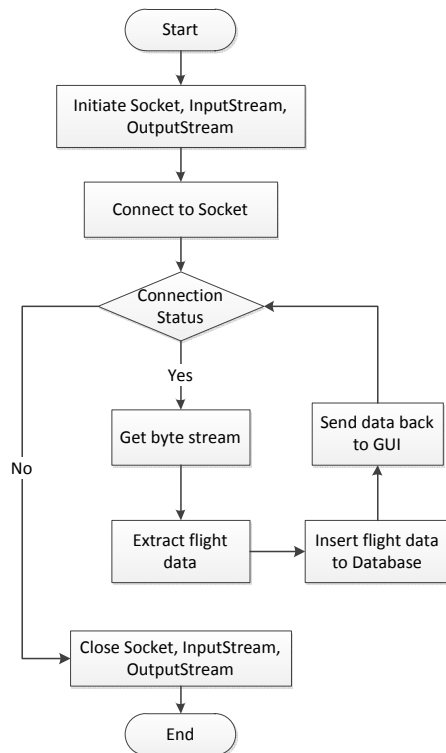 Start
Initiate Socket, InputStream,
OutputStream
Connect to Socket
Connection
Status
Yes
No
Get byte stream
Send data back
to GUI
Extract flight
data
Insert flight data
to Database
Close Socket, InputStream,
OutputStream
End